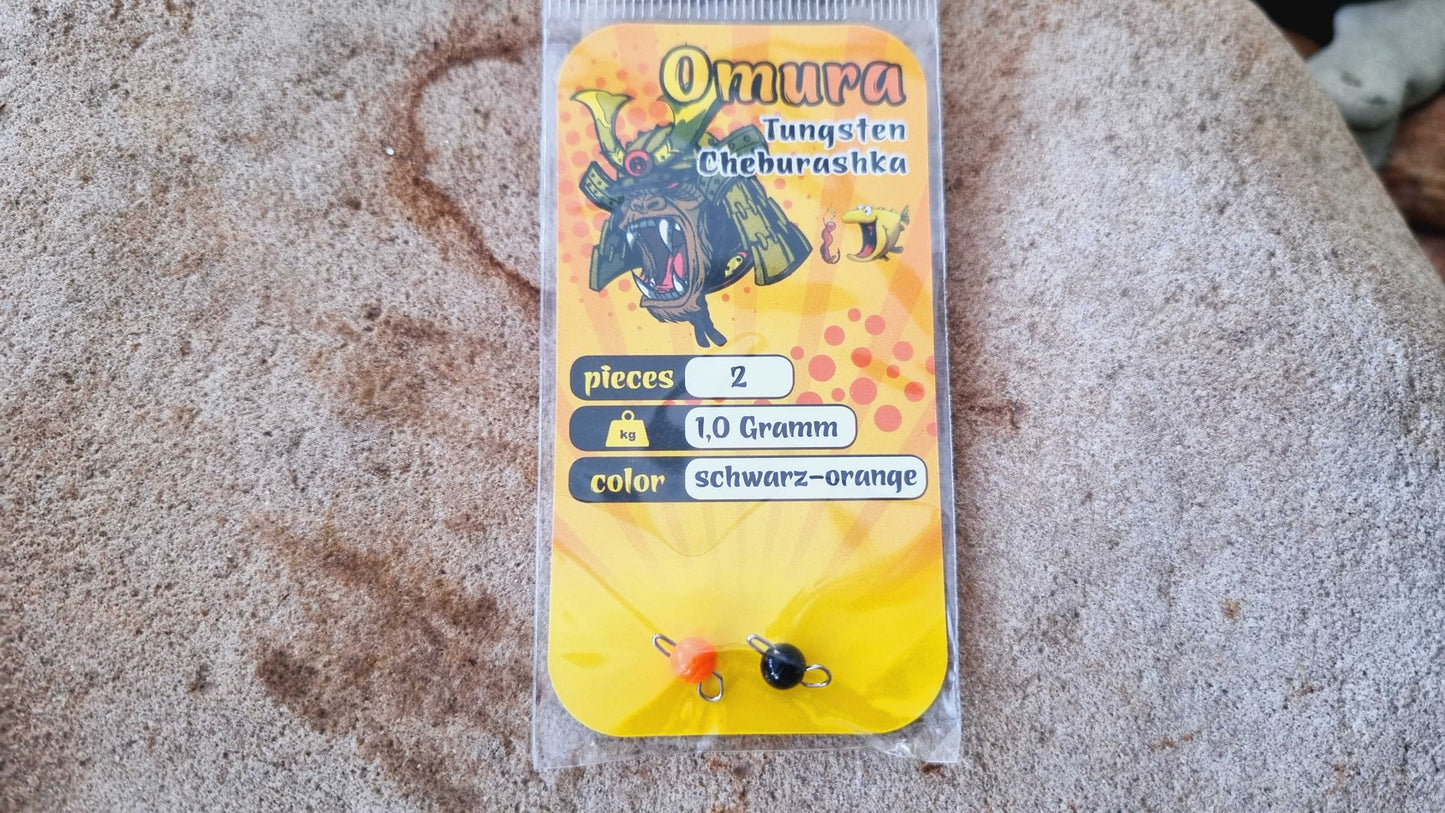 Omura
Tungsten
Cheburashka
pieces 2
kg 1,0 Gramm
color schwarz-orange